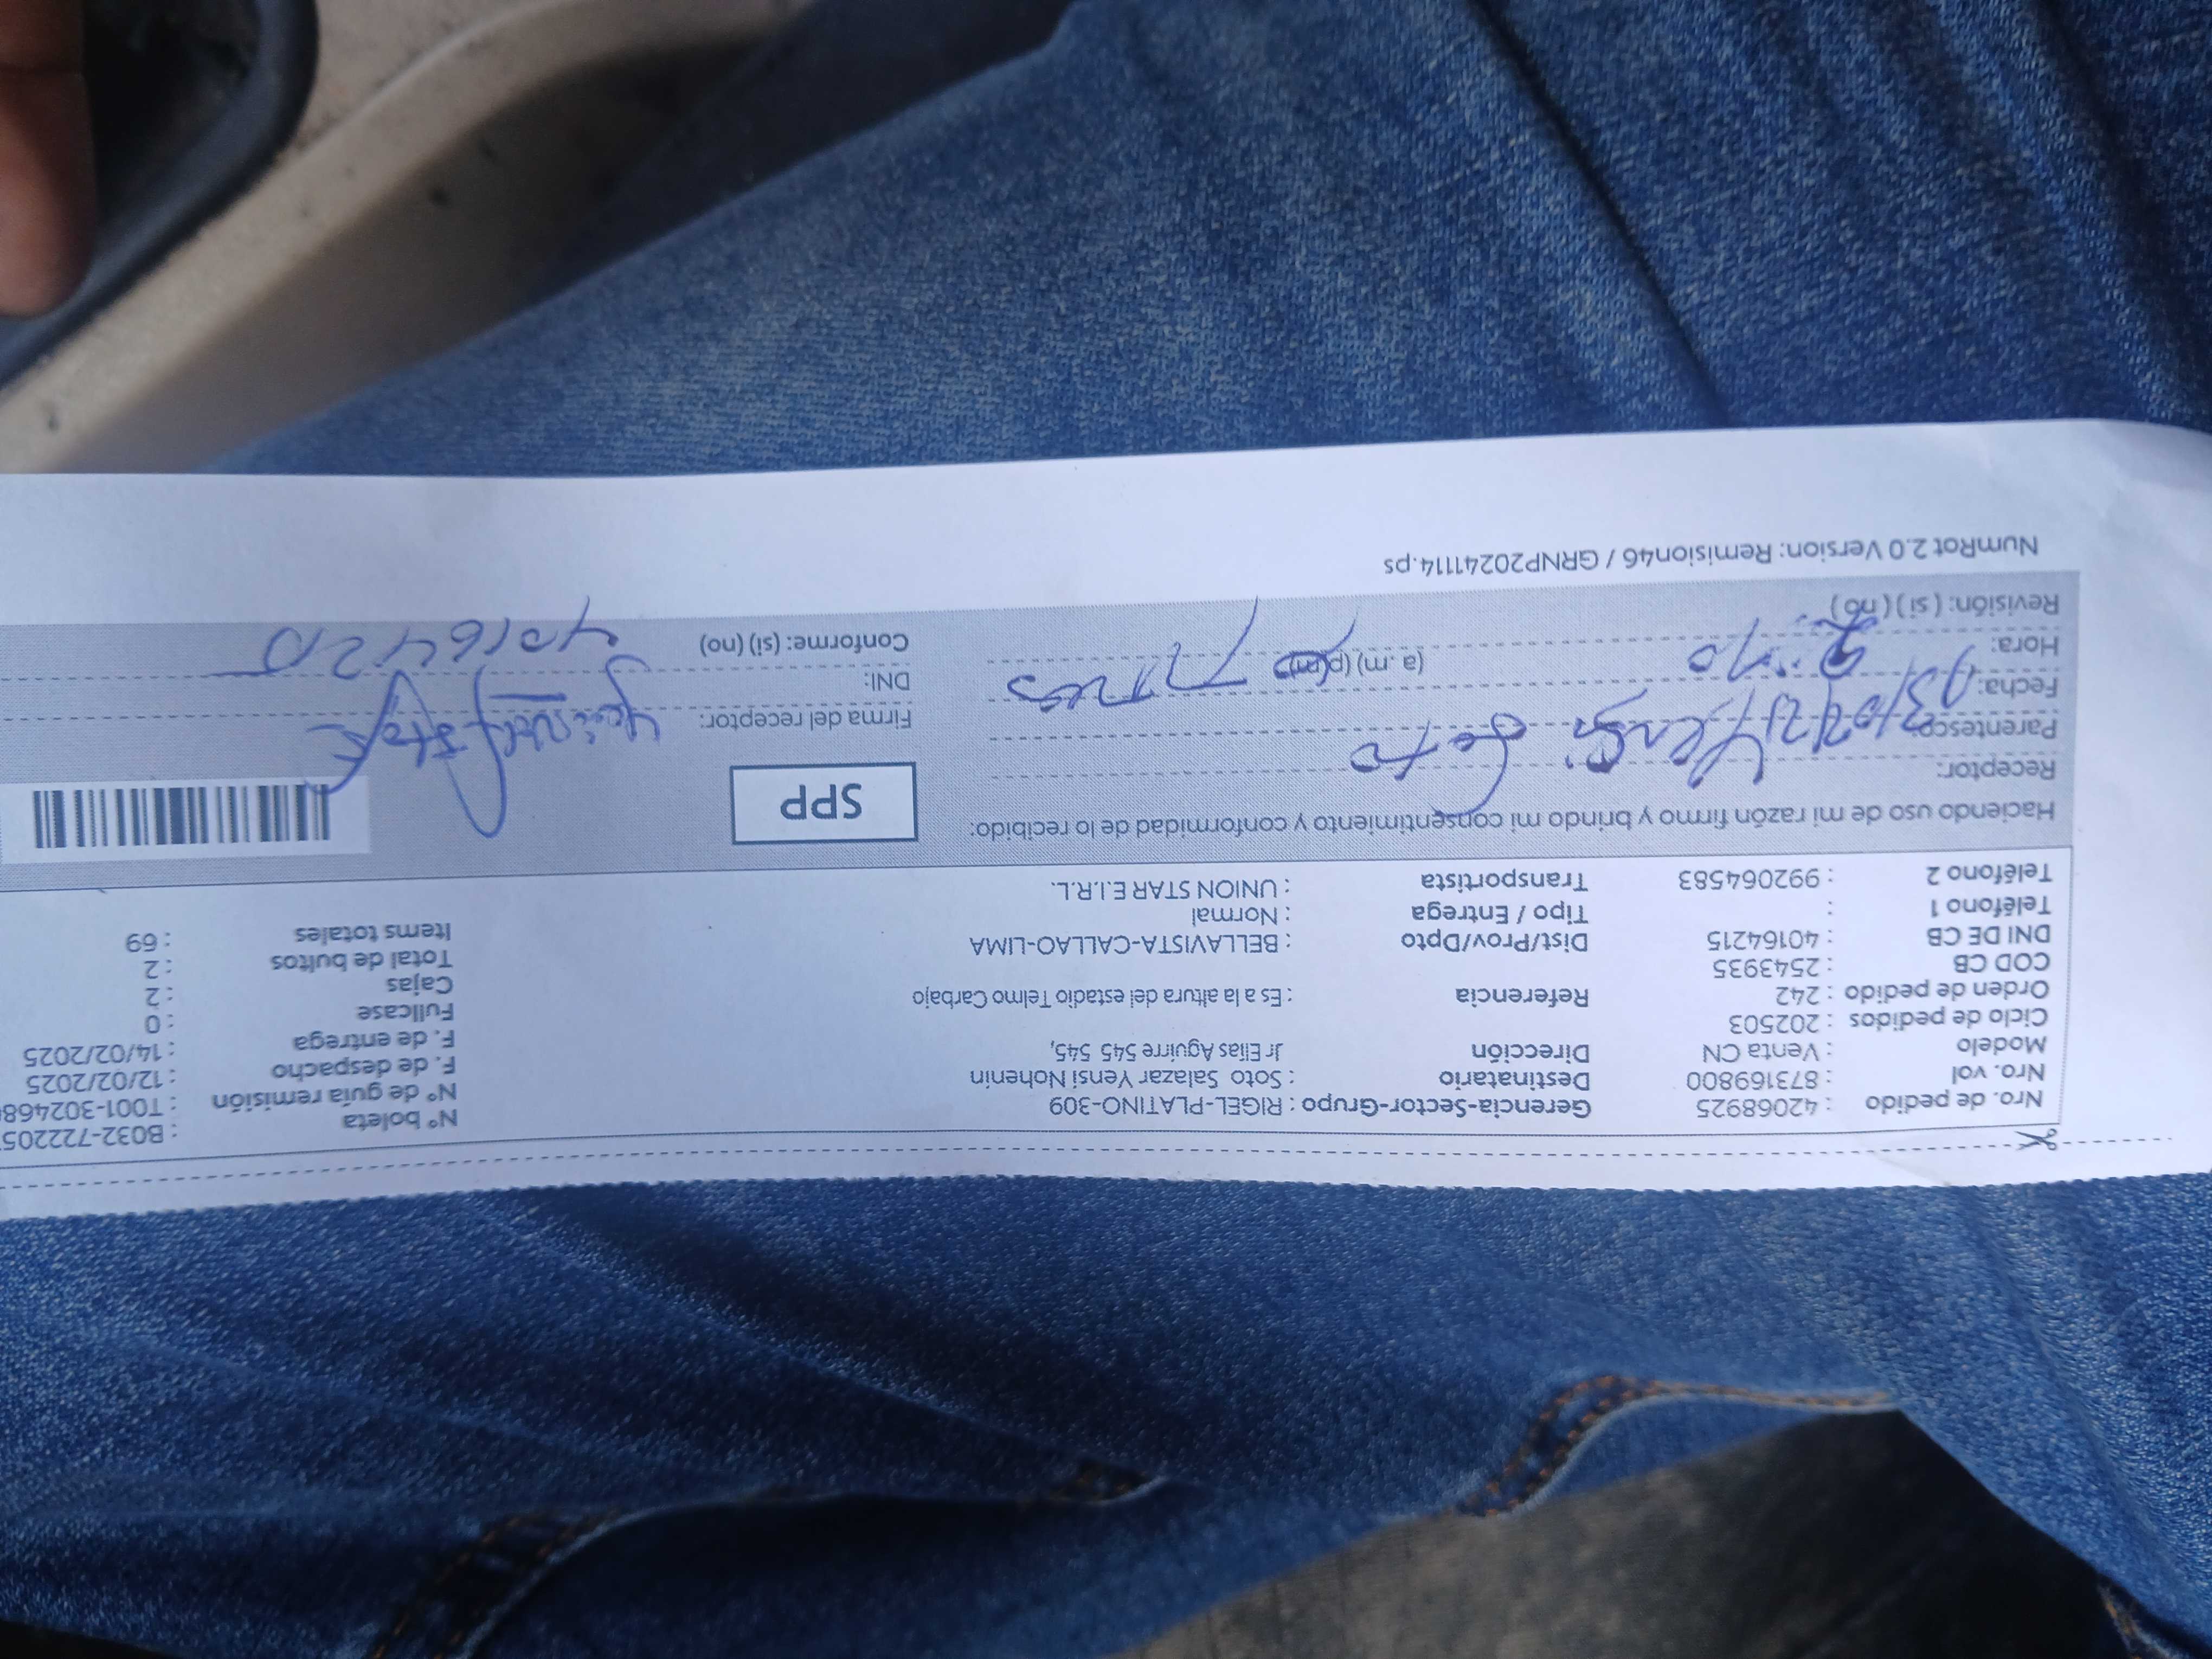 Nro. de pedido : 42068925 Gerencia-Sector-Grupo : RIGEL-PLATINO-309 N° boleta : B032-722205
Nro. vol : 873169800 Destinatario : Soto Salazar Yensi Nohenin N° de guía remisión : T001-302468
Modelo : Venta CN Dirección Jr Elias Aguirre 545 545, F. de despacho : 12/02/2025
Ciclo de pedidos : 202503 F. de entrega : 14/02/2025
Orden de pedido : 242 Referencia : Es a la altura del estadio Telmo Carbajo Fullcase : 0
COD CB : 2543935 Cajas : 2
DNI DE CB : 40164215 Dist/Prov/Dpto : BELLAVISTA-CALLAO-LIMA Total de bultos : 2
Teléfono 1 : Tipo / Entrega : Normal Items totales : 69
Teléfono 2 : 992064583 Transportista : UNION STAR E.I.R.L.
Haciendo uso de mi razón firmo y brindo mi consentimiento y conformidad de lo recibido:
SPP
Receptor: Yensi Soto
Parentesco:
Firma del receptor:
Fecha:
DNI: 40164215
Hora: (a .m) (p.m)
Conforme: (si) (no)
Revisión: ( si ) ( no )
NumRot 2.0 Version: Remision46 / GRNP20241114.ps